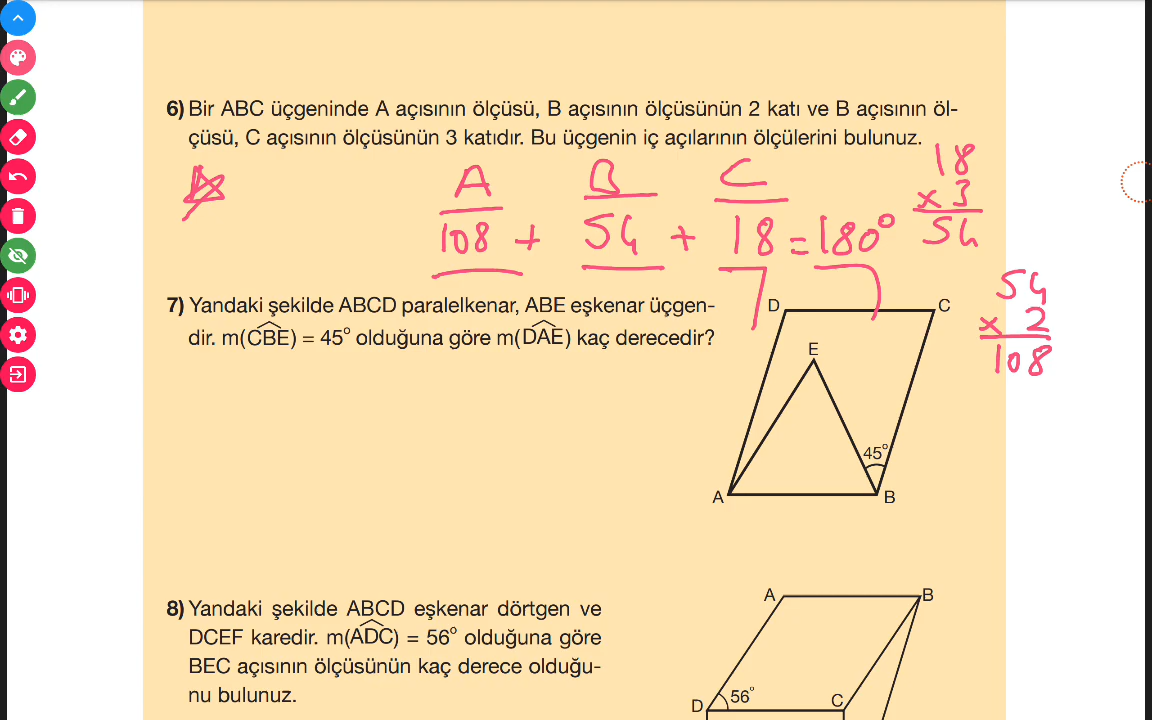 6) Bir ABC üçgeninde A açısının ölçüsü, B açısının ölçüsünün 2 katı ve B açısının öl-
çüsü, C açısının ölçüsünün 3 katıdır. Bu üçgenin iç açılarının ölçülerini bulunuz.
A B C
108 + 54 + 18 = 180°
18
x 3
54
54
x 2
108
7) Yandaki şekilde ABCD paralelkenar, ABE eşkenar üçgen-
dir. m(CBE) = 45° olduğuna göre m(DAE) kaç derecedir?
D C
E
45°
A B
8) Yandaki şekilde ABCD eşkenar dörtgen ve
DCEF karedir. m(ADC) = 56° olduğuna göre
BEC açısının ölçüsünün kaç derece olduğu-
nu bulunuz.
A B
56°
D C